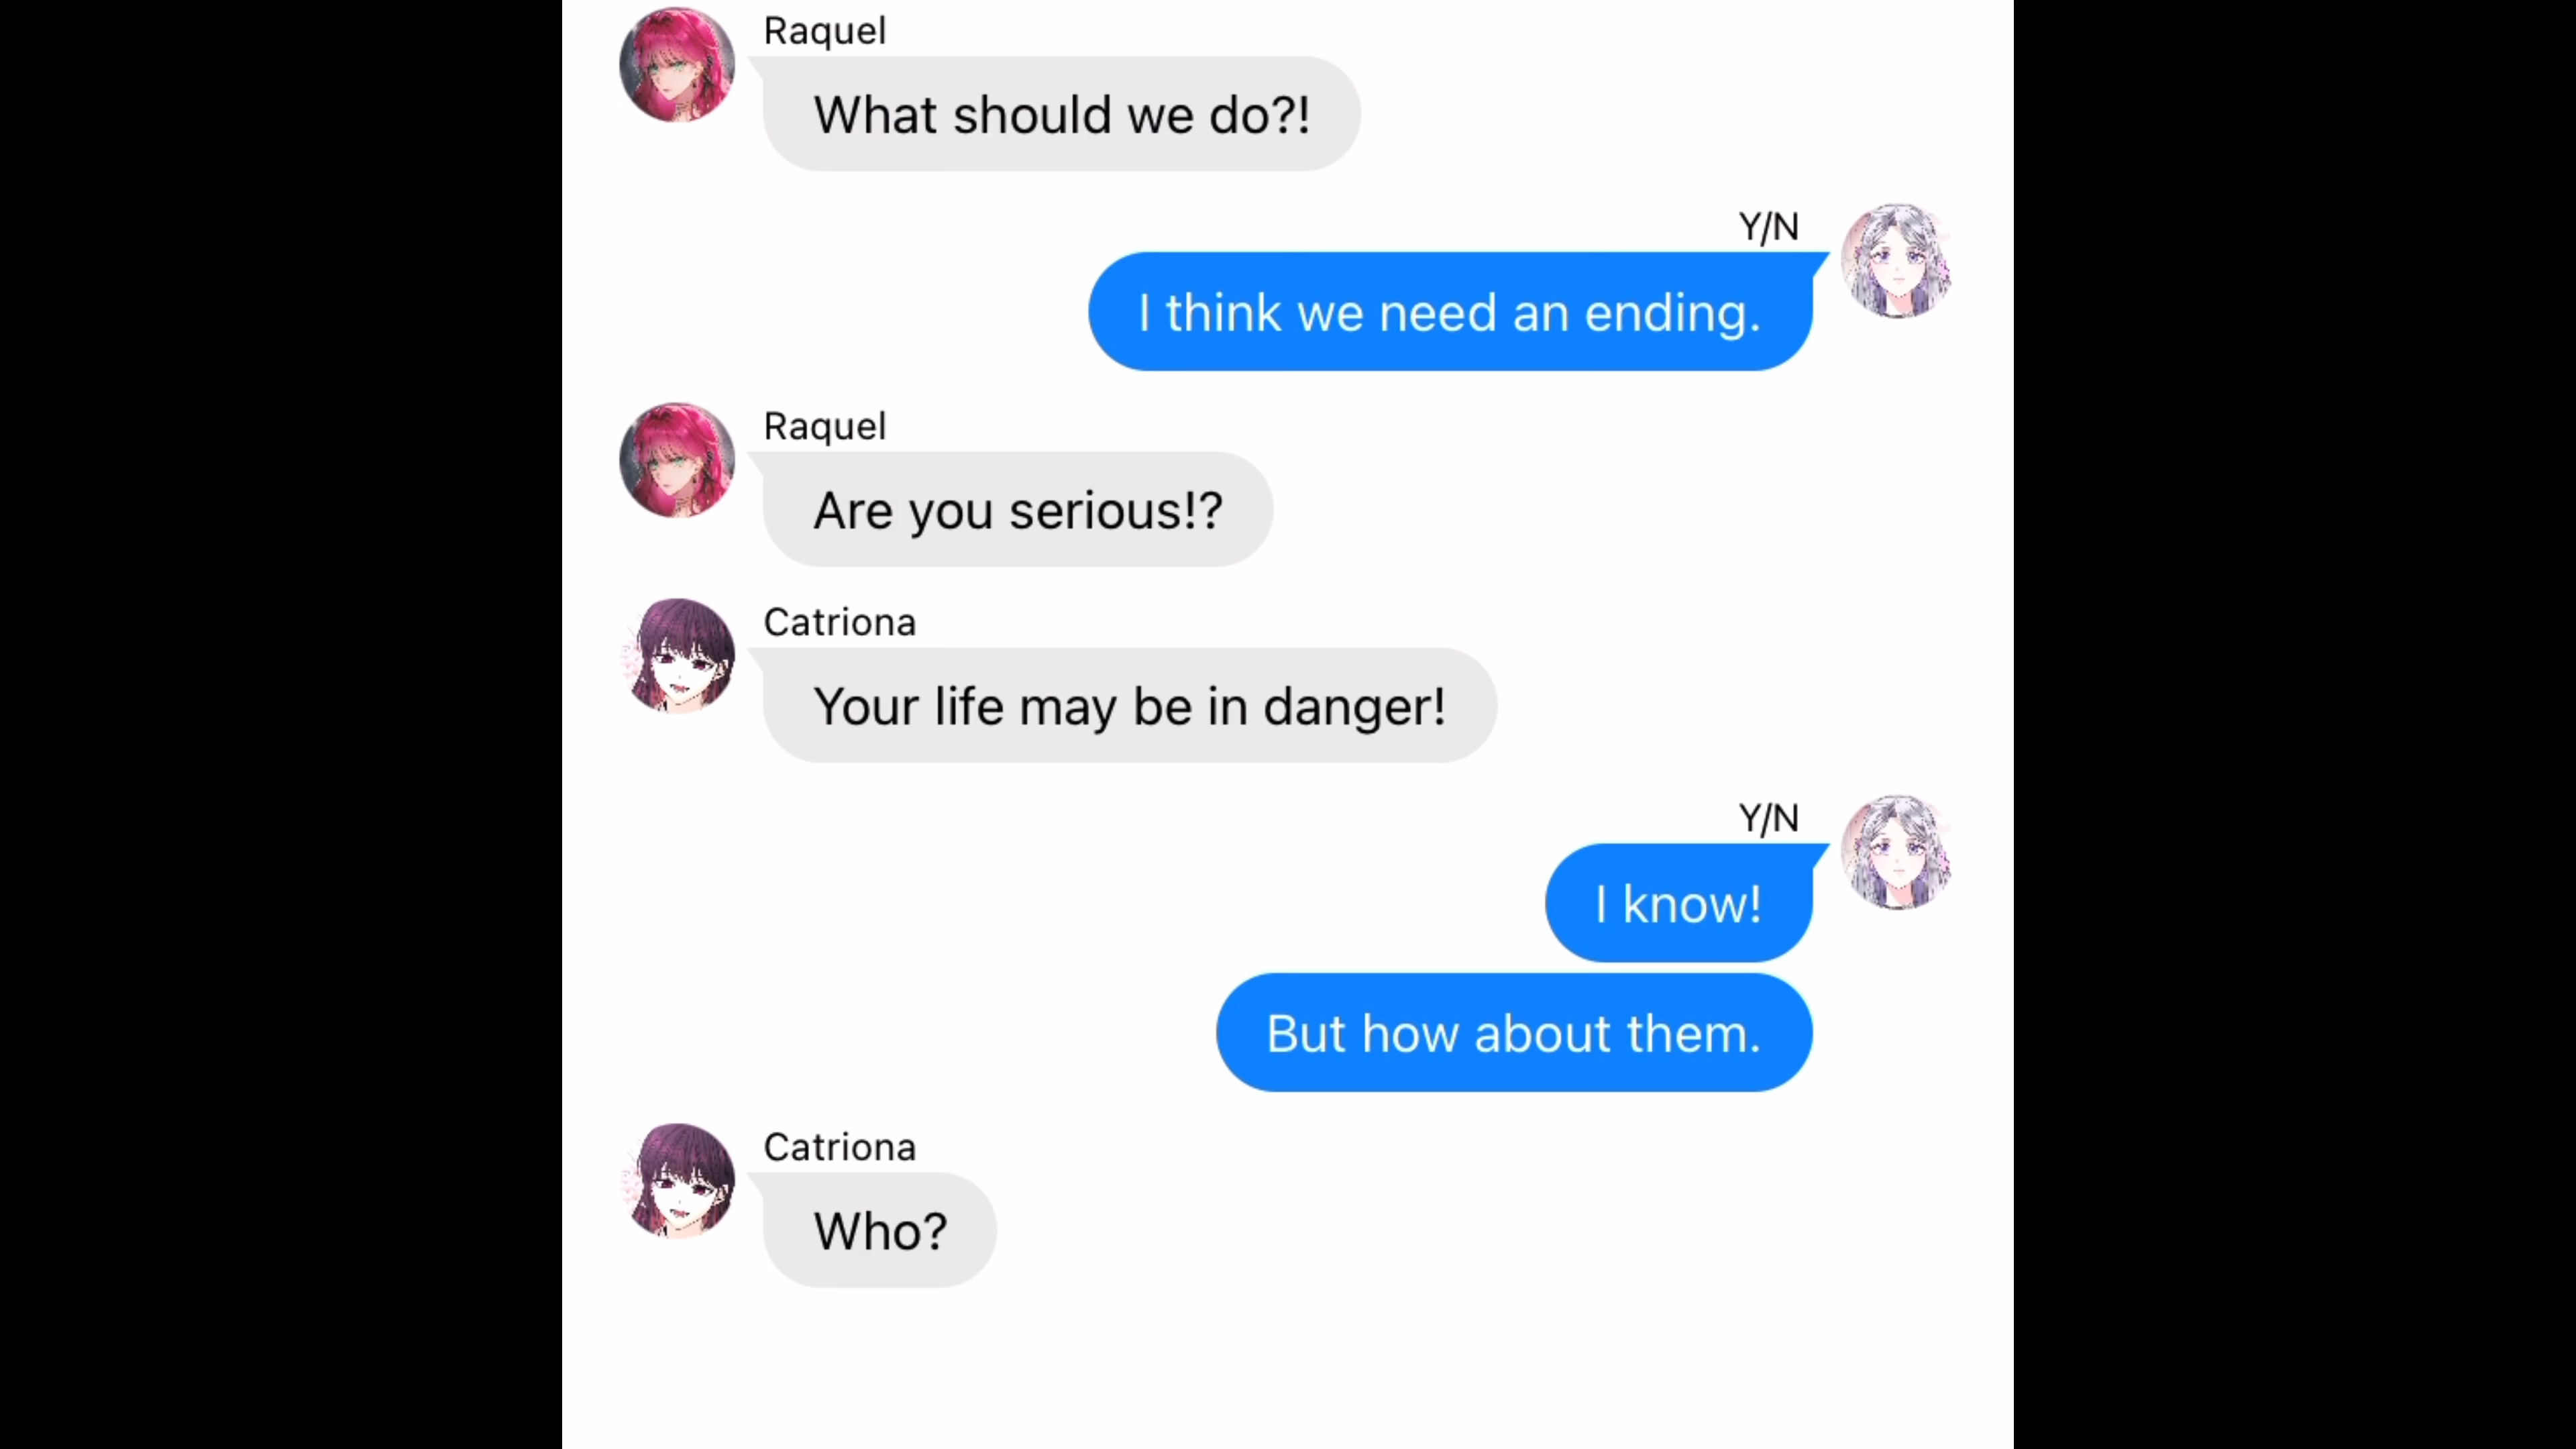 Raquel
What should we do?!
Y/N
I think we need an ending.
Raquel
Are you serious!?
Catriona
Your life may be in danger!
Y/N
I know!
But how about them.
Catriona
Who?